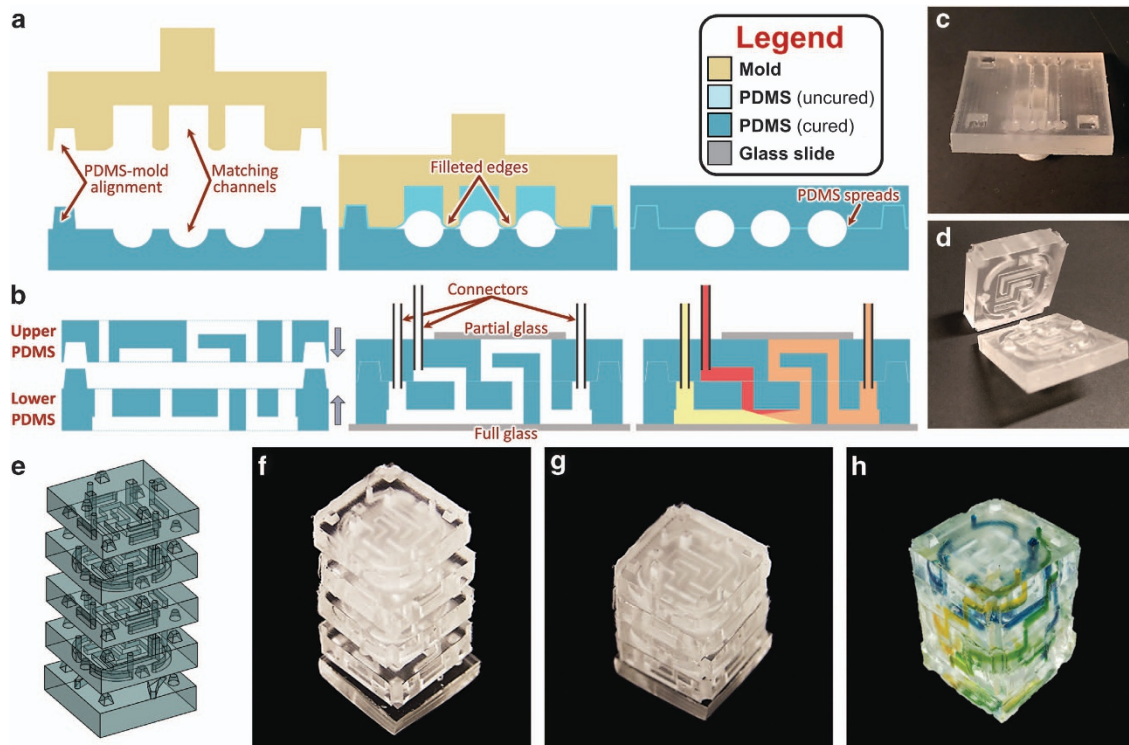 a
Legend
Mold
PDMS (uncured)
PDMS (cured)
Glass slide
PDMS-mold
alignment
Matching
channels
Filleted edges
PDMS spreads
b
Upper
PDMS
Lower
PDMS
Connectors
Partial glass
Full glass
c
d
e
f
g
h